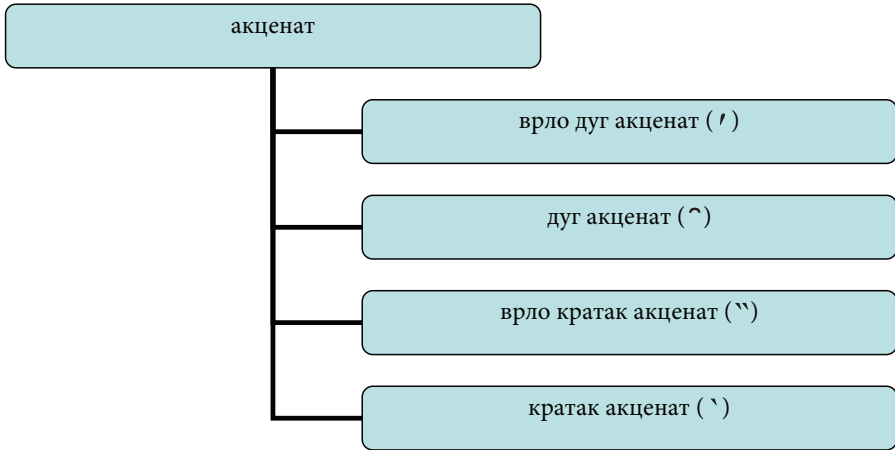 акценат
врло дуг акценат ( ׳ )
дуг акценат ( ⌒ )
врло кратак акценат ( ‶ )
кратак акценат ( ‵ )